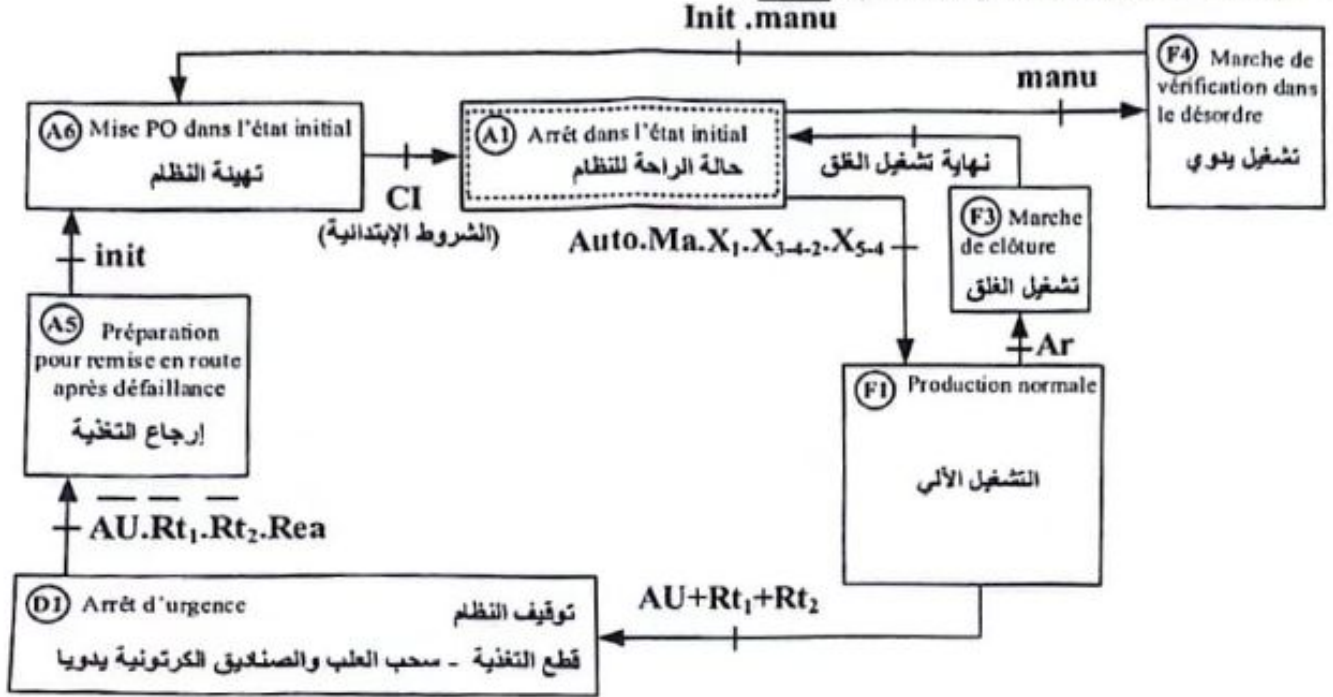 Init .manu
F4 Marche de
vérification dans
le désordre
تشغيل يدوي
manu
A6 Mise PO dans l'état initial
تهيئة النظام
CI
(الشروط الإبتدائية)
A1 Arrêt dans l'état initial
حالة الراحة للنظام
نهاية تشغيل الغلق
F3 Marche
de clôture
تشغيل الغلق
Auto.Ma.X₁.X₃₋₄₋₂.X₅₋₄
init
A5 Préparation
pour remise en route
après défaillance
إرجاع التغذية
Ar
F1 Production normale
التشغيل الألي
A̅U̅.R̅t̅₁.R̅t̅₂.Rea
D1 Arrêt d'urgence
توقيف النظام
قطع التغذية - سحب العلب والصناديق الكرتونية يدويا
AU+Rt₁+Rt₂